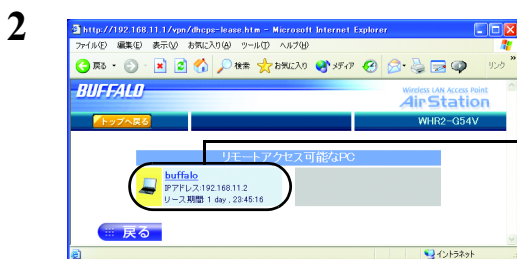 2
http://192.168.11.1/vpn/dhcps-lease.htm - Microsoft Internet Explorer
ファイル(F) 編集(E) 表示(V) お気に入り(A) ツール(T) ヘルプ(H)
戻る 検索 お気に入り メディア リンク »
BUFFALO
Wireless LAN Access Point
AirStation
トップへ戻る WHR2-G54V
リモートアクセス可能なPC
buffalo
IPアドレス:192.168.11.2
リース期間: 1 day , 23:45:16
戻る
イントラネット